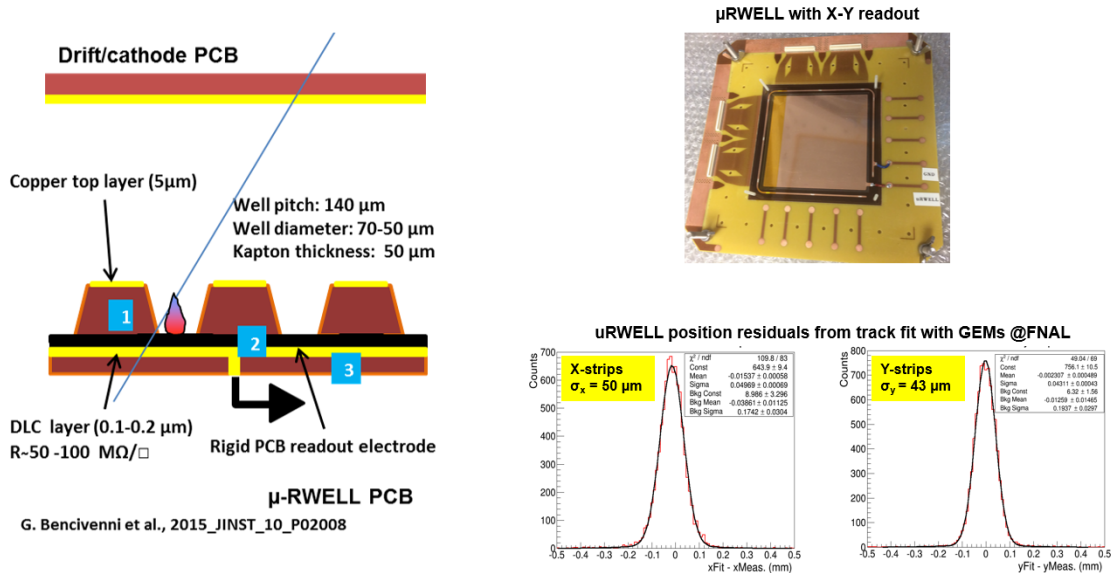 Drift/cathode PCB
Copper top layer (5µm)
Well pitch: 140 µm
Well diameter: 70-50 µm
Kapton thickness: 50 µm
1
2
3
DLC layer (0.1-0.2 µm)
R~50 -100 MΩ/□
Rigid PCB readout electrode
µ-RWELL PCB
G. Bencivenni et al., 2015_JINST_10_P02008
µRWELL with X-Y readout
GND
uRWELL
uRWELL position residuals from track fit with GEMs @FNAL
Counts
X-strips
σx = 50 µm
χ² / ndf 109.8 / 83
Const 643.9 ± 9.4
Mean -0.01537 ± 0.00058
Sigma 0.04969 ± 0.00069
Bkg Const 8.986 ± 3.296
Bkg Mean -0.03861 ± 0.01125
Bkg Sigma 0.1742 ± 0.0304
700
600
500
400
300
200
100
0
-0.5 -0.4 -0.3 -0.2 -0.1 0 0.1 0.2 0.3 0.4 0.5
xFit - xMeas. (mm)
Counts
Y-strips
σy = 43 µm
χ² / ndf 49.04 / 69
Const 756.1 ± 10.5
Mean -0.002307 ± 0.000489
Sigma 0.04311 ± 0.00043
Bkg Const 6.32 ± 1.56
Bkg Mean -0.01259 ± 0.01465
Bkg Sigma 0.1937 ± 0.0297
800
700
600
500
400
300
200
100
0
-0.5 -0.4 -0.3 -0.2 -0.1 0 0.1 0.2 0.3 0.4 0.5
yFit - yMeas. (mm)